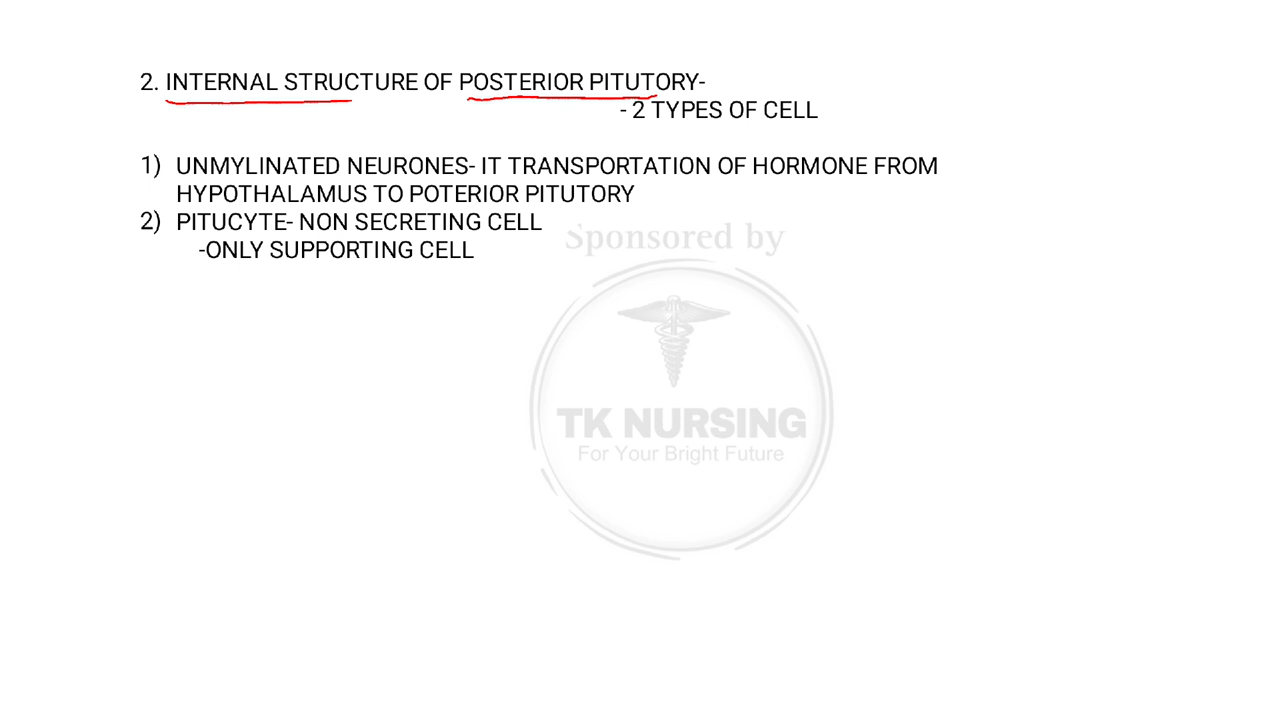 2. INTERNAL STRUCTURE OF POSTERIOR PITUTORY-
- 2 TYPES OF CELL
1) UNMYLINATED NEURONES- IT TRANSPORTATION OF HORMONE FROM
HYPOTHALAMUS TO POTERIOR PITUTORY
2) PITUCYTE- NON SECRETING CELL
-ONLY SUPPORTING CELL
Sponsored by
TK NURSING
For Your Bright Future